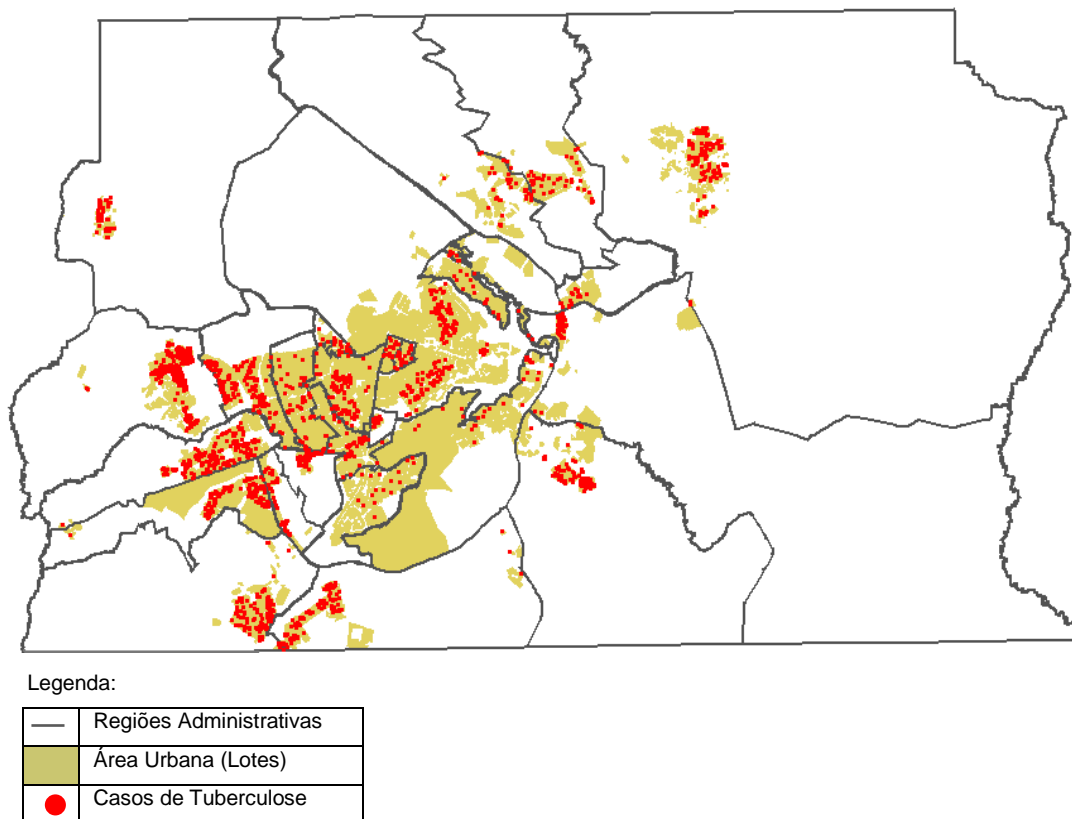 Legenda:
Regiões Administrativas
Área Urbana (Lotes)
Casos de Tuberculose